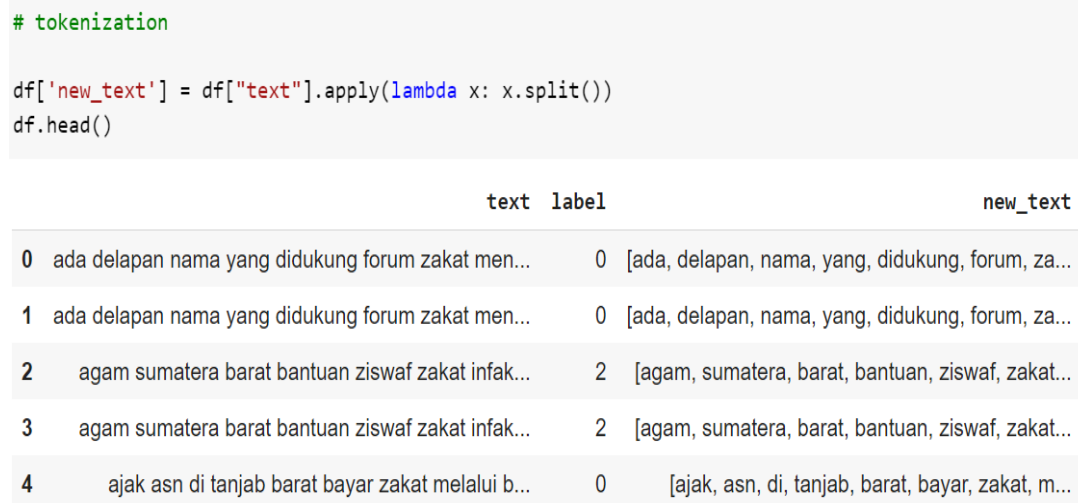 # tokenization
df['new_text'] = df["text"].apply(lambda x: x.split())
df.head()
text label new_text
0 ada delapan nama yang didukung forum zakat men... 0 [ada, delapan, nama, yang, didukung, forum, za...
1 ada delapan nama yang didukung forum zakat men... 0 [ada, delapan, nama, yang, didukung, forum, za...
2 agam sumatera barat bantuan ziswaf zakat infak... 2 [agam, sumatera, barat, bantuan, ziswaf, zakat...
3 agam sumatera barat bantuan ziswaf zakat infak... 2 [agam, sumatera, barat, bantuan, ziswaf, zakat...
4 ajak asn di tanjab barat bayar zakat melalui b... 0 [ajak, asn, di, tanjab, barat, bayar, zakat, m...